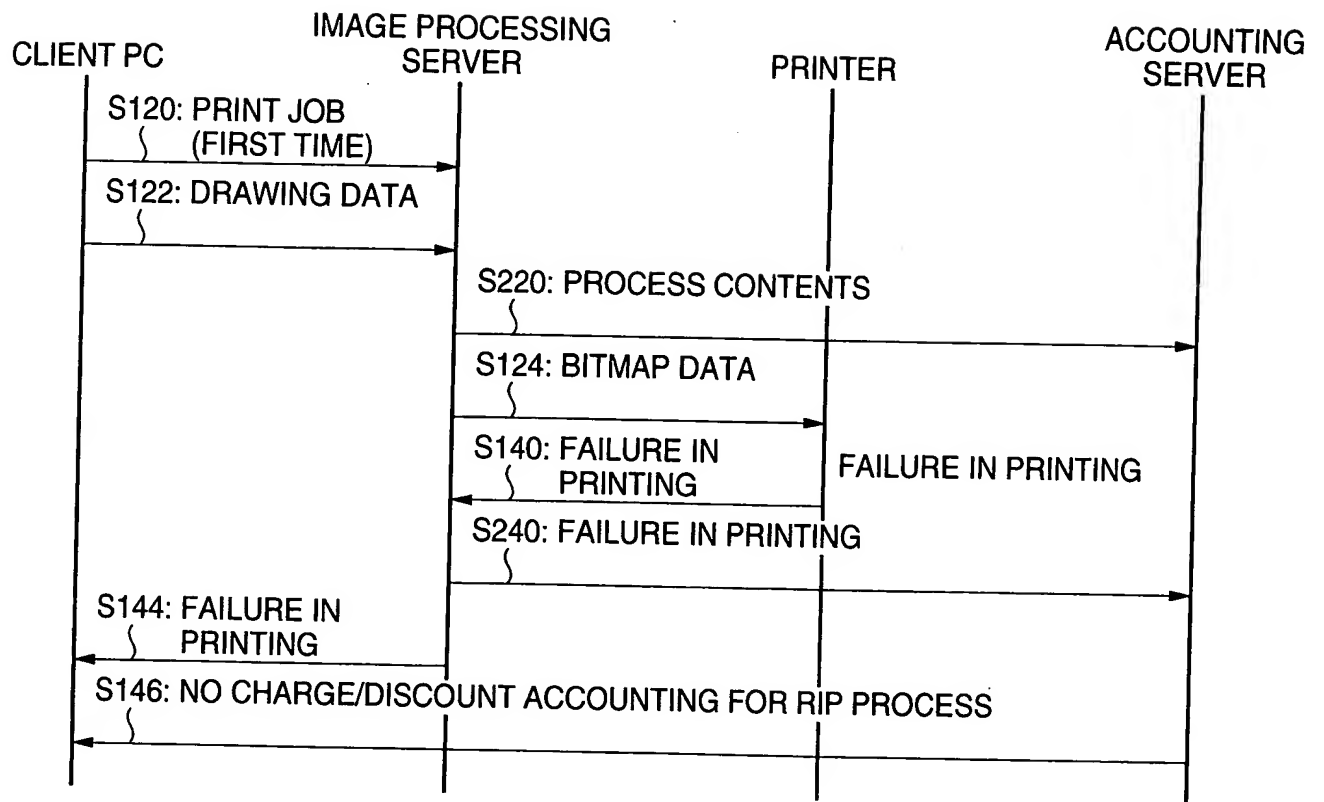 CLIENT PC
IMAGE PROCESSING
SERVER
PRINTER
ACCOUNTING
SERVER
S120: PRINT JOB
(FIRST TIME)
S122: DRAWING DATA
S220: PROCESS CONTENTS
S124: BITMAP DATA
S140: FAILURE IN
PRINTING
FAILURE IN PRINTING
S240: FAILURE IN PRINTING
S144: FAILURE IN
PRINTING
S146: NO CHARGE/DISCOUNT ACCOUNTING FOR RIP PROCESS